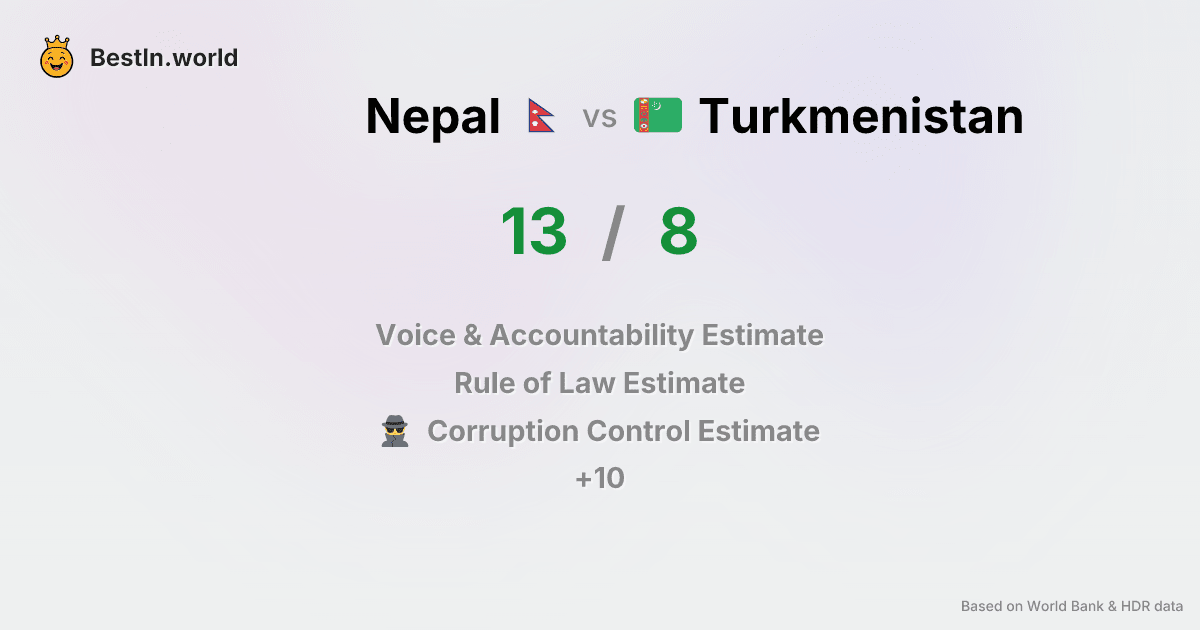 BestIn.world
Nepal vs Turkmenistan
13 / 8
Voice & Accountability Estimate
Rule of Law Estimate
Corruption Control Estimate
+10
Based on World Bank & HDR data